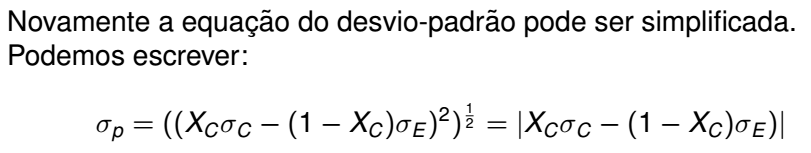 Novamente a equação do desvio-padrão pode ser simplificada.
Podemos escrever:
σ_p = ((X_Cσ_C − (1 − X_C)σ_E)^2)^{1/2} = |X_Cσ_C − (1 − X_C)σ_E)|